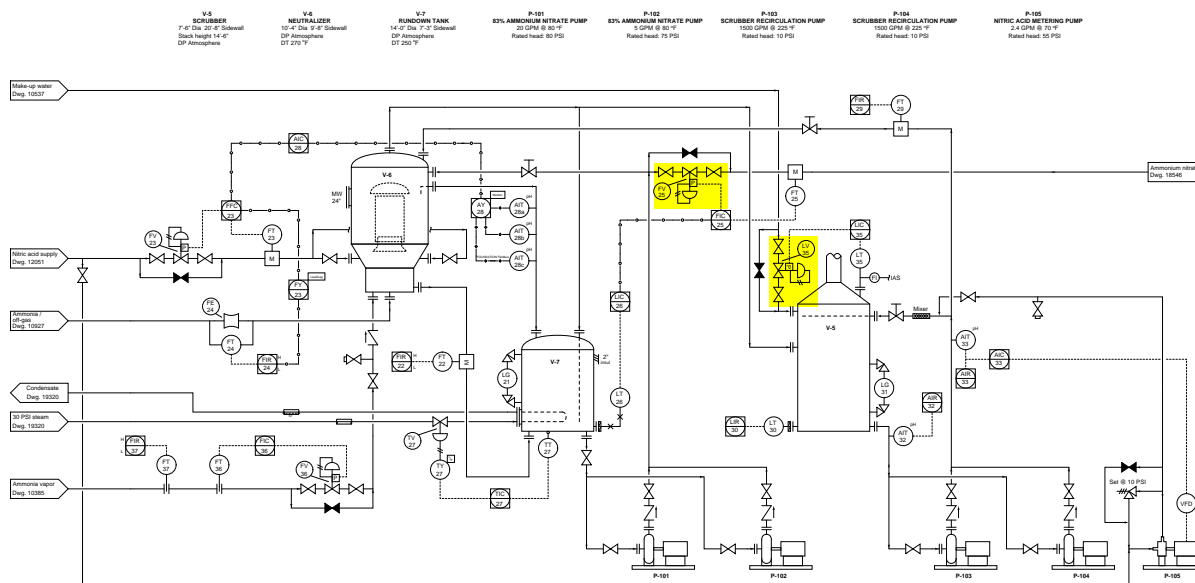 V-5
SCRUBBER
7'-6" Dia 20'-8" Sidewall
Stack height 14'-6"
DP Atmosphere
V-6
NEUTRALIZER
10'-4" Dia 9'-8" Sidewall
DP Atmosphere
DT 270 °F
V-7
RUNDOWN TANK
14'-0" Dia 7'-3" Sidewall
DP Atmosphere
DT 250 °F
P-101
83% AMMONIUM NITRATE PUMP
20 GPM @ 80 °F
Rated head: 80 PSI
P-102
83% AMMONIUM NITRATE PUMP
5 GPM @ 80 °F
Rated head: 75 PSI
P-103
SCRUBBER RECIRCULATION PUMP
1500 GPM @ 225 °F
Rated head: 10 PSI
P-104
SCRUBBER RECIRCULATION PUMP
1500 GPM @ 225 °F
Rated head: 10 PSI
P-105
NITRIC ACID METERING PUMP
2.4 GPM @ 70 °F
Rated head: 55 PSI
Make-up water
Dwg. 10537
FIR
29
FT
29
M
AIC
28
V-6
MW
24"
AY
28
pH
AIT
28a
pH
AIT
28b
pH
AIT
28c
FV
25
P
FIC
25
M
FT
25
Ammonium nitrate
Dwg. 18546
FFC
23
FV
23
P
FT
23
M
Nitric acid supply
Dwg. 12051
FY
23
LV
35
LIC
35
LT
35
FI
IAS
FE
24
Ammonia /
off-gas
Dwg. 10927
FT
24
FIR
24
H
L
LIC
26
V-5
Mixer
FIR
22
H
L
FT
22
M
V-7
2"
LG
21
LT
26
pH
AIT
33
AIC
33
AIR
33
Condensate
Dwg. 19320
LG
31
AIR
32
30 PSI steam
Dwg. 19320
TV
27
TT
27
LIR
30
LT
30
pH
AIT
32
FIR
37
H
L
FIC
36
FT
37
FT
36
FV
36
P
TY
27
TIC
27
Ammonia vapor
Dwg. 10385
Set @ 10 PSI
VFD
P-101
P-102
P-103
P-104
P-105